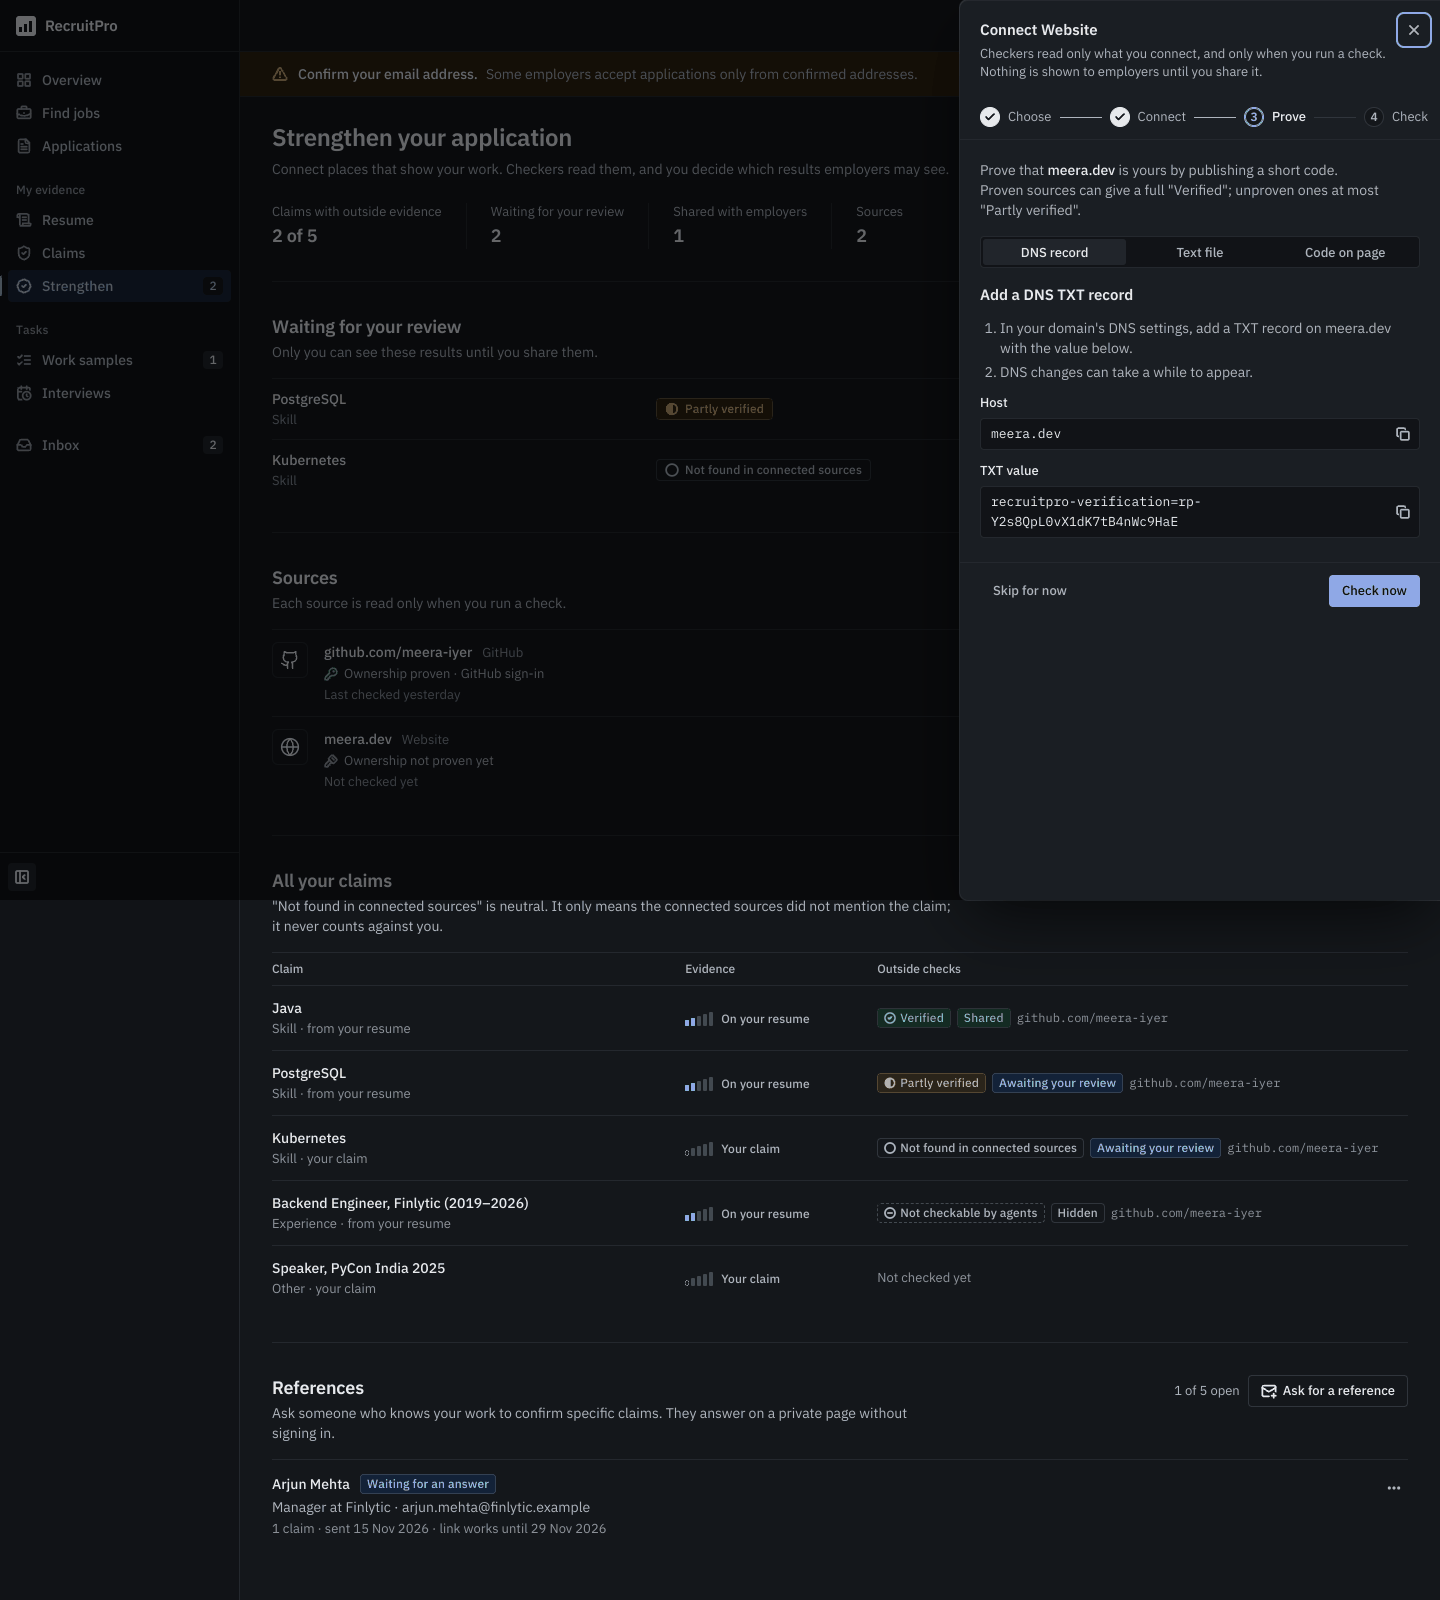 RecruitPro
Overview
Find jobs
Applications
My evidence
Resume
Claims
Strengthen 2
Tasks
Work samples 1
Interviews
Inbox 2
Confirm your email address. Some employers accept applications only from confirmed addresses.
Strengthen your application
Connect places that show your work. Checkers read them, and you decide which results employers may see.
Claims with outside evidence
2 of 5
Waiting for your review
2
Shared with employers
1
Sources
2
Waiting for your review
Only you can see these results until you share them.
PostgreSQL
Skill
Partly verified
Kubernetes
Skill
Not found in connected sources
Sources
Each source is read only when you run a check.
github.com/meera-iyer GitHub
Ownership proven · GitHub sign-in
Last checked yesterday
meera.dev Website
Ownership not proven yet
Not checked yet
All your claims
"Not found in connected sources" is neutral. It only means the connected sources did not mention the claim;
it never counts against you.
Claim Evidence Outside checks
Java
Skill · from your resume
On your resume
Verified Shared github.com/meera-iyer
PostgreSQL
Skill · from your resume
On your resume
Partly verified Awaiting your review github.com/meera-iyer
Kubernetes
Skill · your claim
Your claim
Not found in connected sources Awaiting your review github.com/meera-iyer
Backend Engineer, Finlytic (2019–2026)
Experience · from your resume
On your resume
Not checkable by agents Hidden github.com/meera-iyer
Speaker, PyCon India 2025
Other · your claim
Your claim
Not checked yet
References
Ask someone who knows your work to confirm specific claims. They answer on a private page without
signing in.
1 of 5 open Ask for a reference
Arjun Mehta Waiting for an answer
Manager at Finlytic · arjun.mehta@finlytic.example
1 claim · sent 15 Nov 2026 · link works until 29 Nov 2026
Connect Website
Checkers read only what you connect, and only when you run a check.
Nothing is shown to employers until you share it.
Choose Connect 3 Prove 4 Check
Prove that meera.dev is yours by publishing a short code.
Proven sources can give a full "Verified"; unproven ones at most
"Partly verified".
DNS record Text file Code on page
Add a DNS TXT record
1. In your domain's DNS settings, add a TXT record on meera.dev
with the value below.
2. DNS changes can take a while to appear.
Host
meera.dev
TXT value
recruitpro-verification=rp-
Y2s8QpL0vX1dK7tB4nWc9HaE
Skip for now Check now